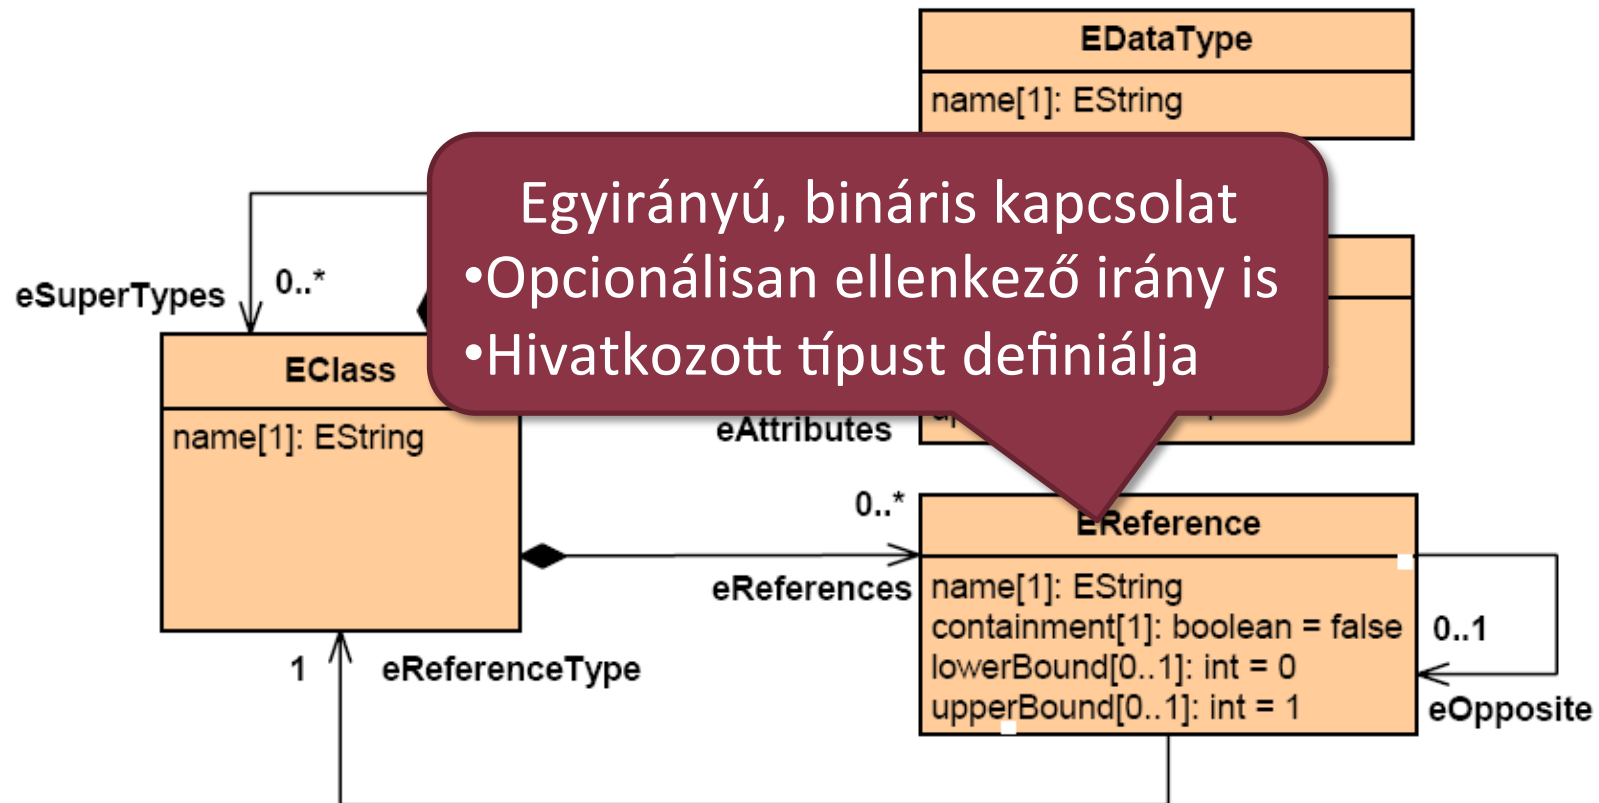 EDataType
name[1]: EString
Egyirányú, bináris kapcsolat
•Opcionálisan ellenkező irány is
•Hivatkozott típust definiálja
eSuperTypes
0..*
EClass
name[1]: EString
eAttributes
0..*
eReferences
EReference
name[1]: EString
containment[1]: boolean = false
lowerBound[0..1]: int = 0
upperBound[0..1]: int = 1
0..1
eOpposite
1
eReferenceType